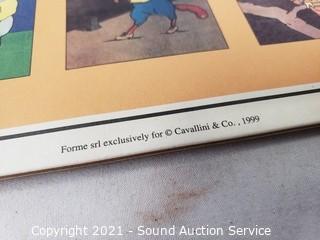 Forme srl exclusively for © Cavallini & Co. , 1999
Copyright 2021 - Sound Auction Service